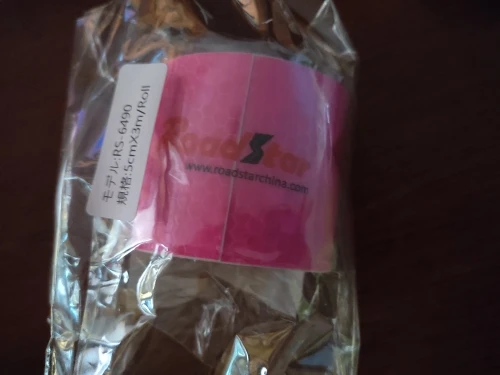 モデル:RS-6490
規格:5cmX3m/Roll
RoadStar
www.roadstarchina.com